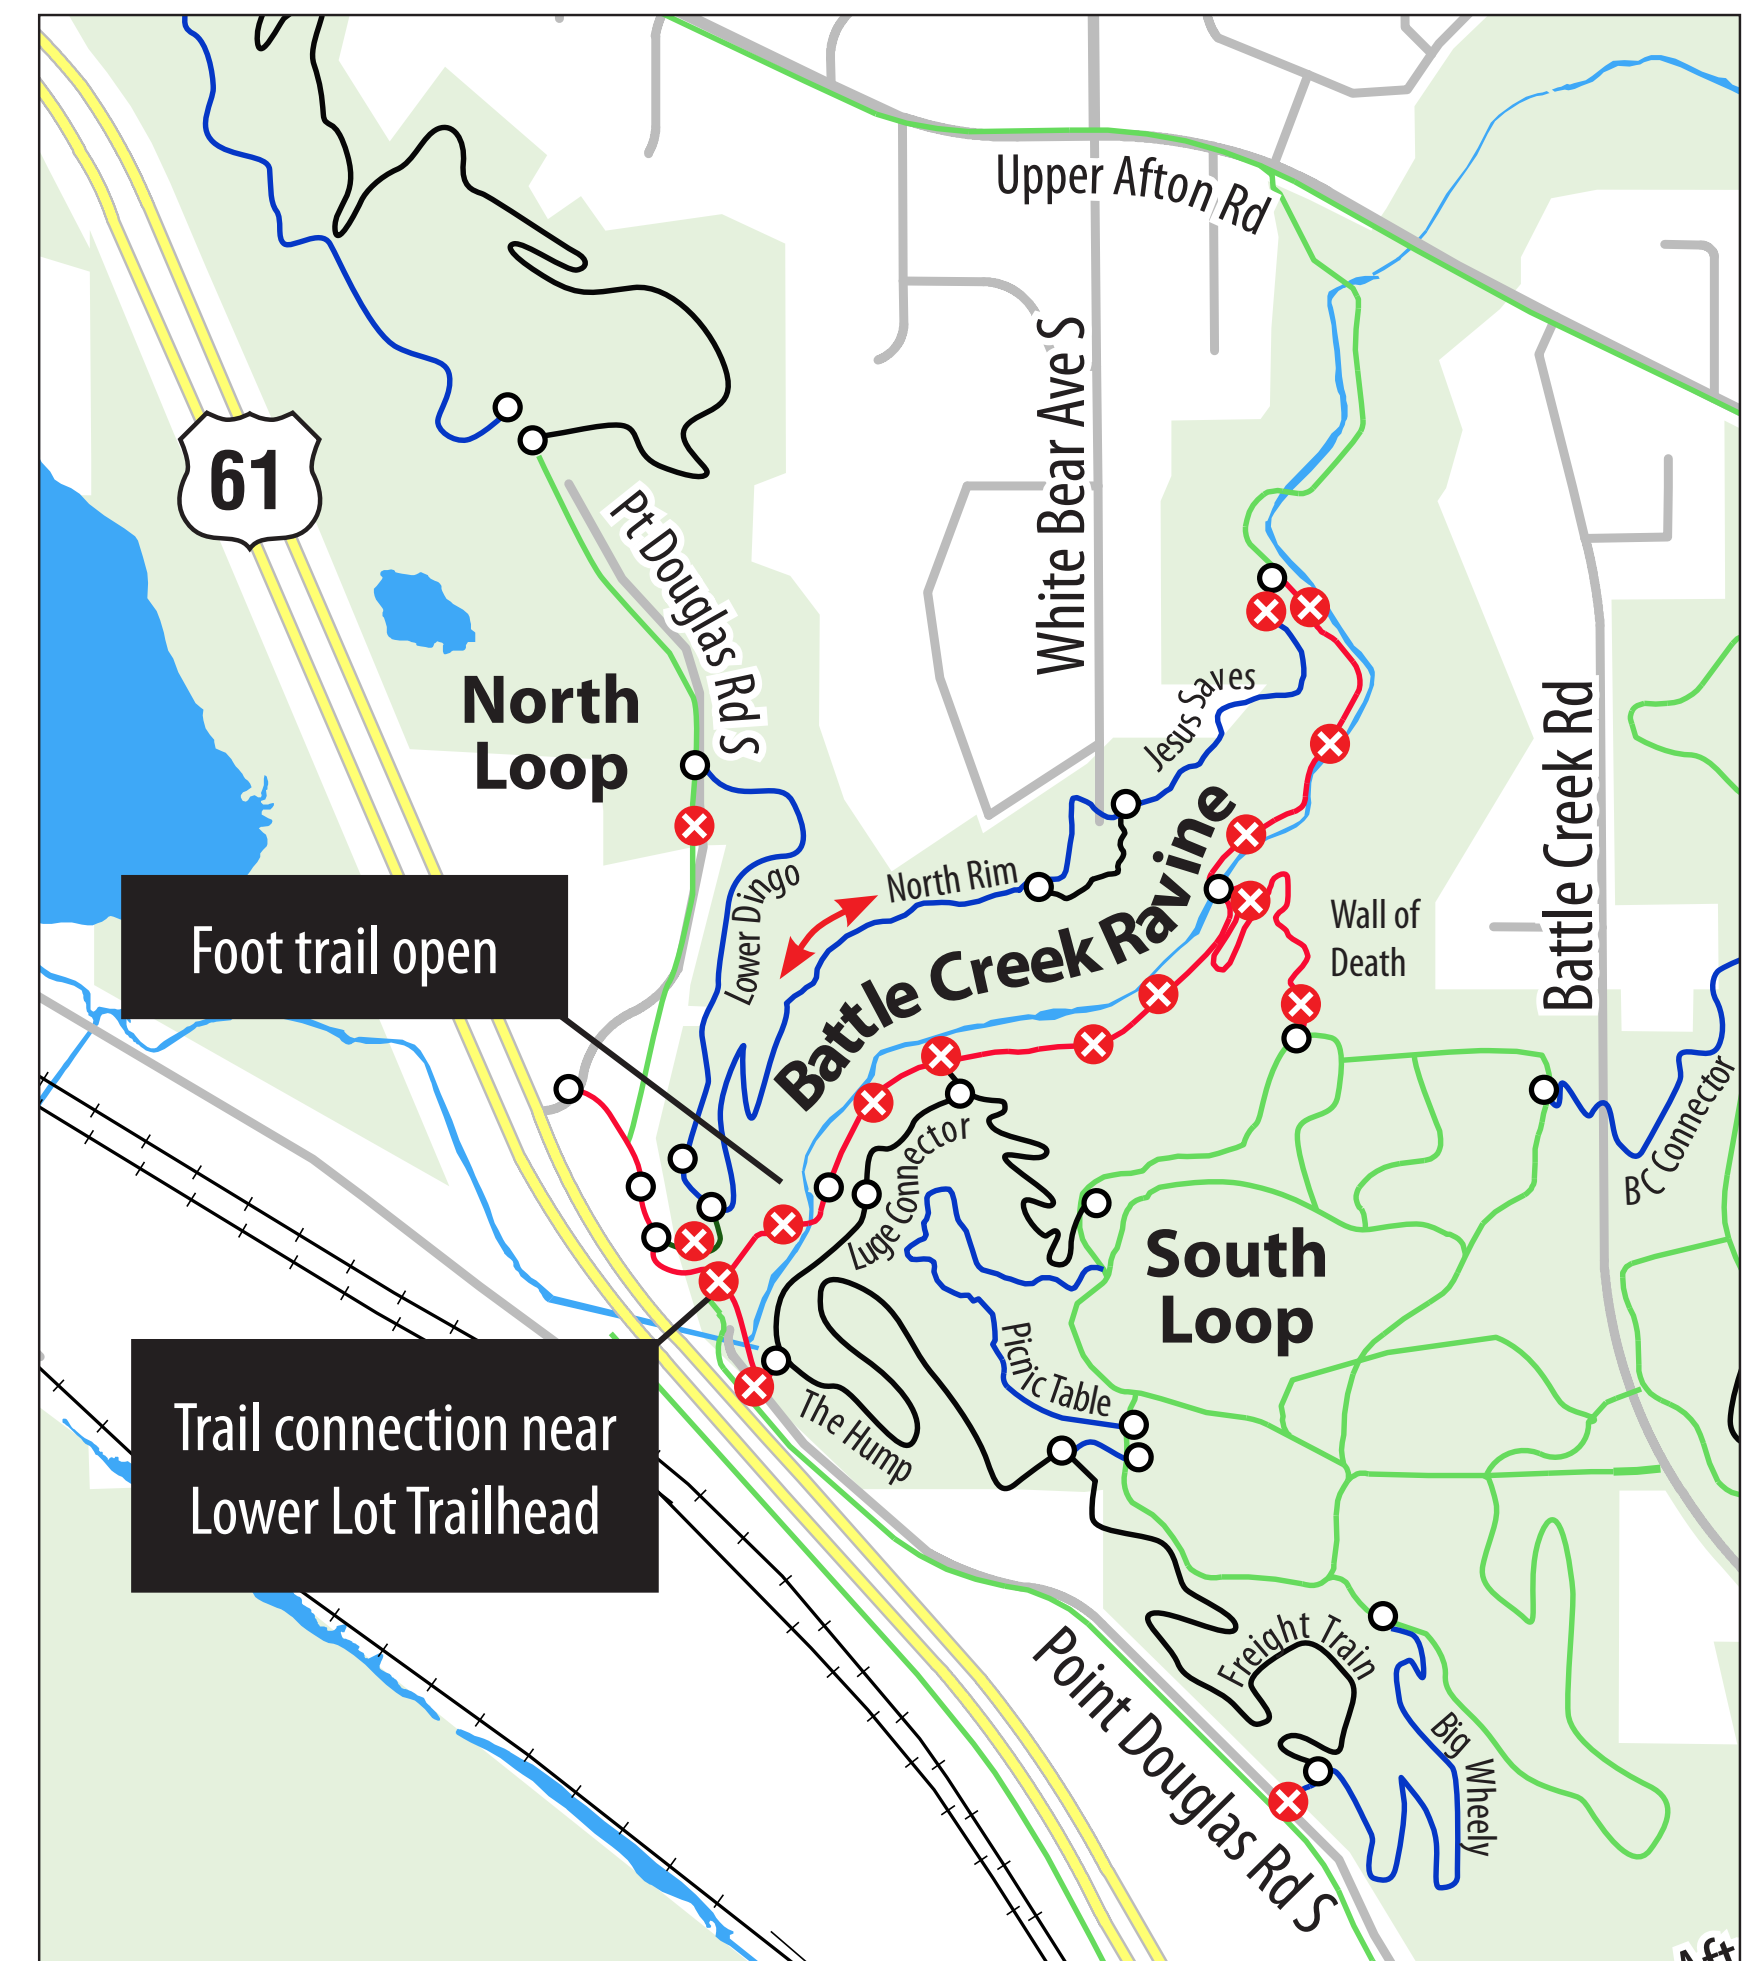 Upper Afton Rd
61
White Bear Ave S
Pt Douglas Rd S
North
Loop
Jesus Saves
Battle Creek Rd
North Rim
Lower Dingo
Battle Creek Ravine
Wall of
Death
Foot trail open
BC Connector
Luge Connector
South
Loop
Picnic Table
The Hump
Trail connection near
Lower Lot Trailhead
Freight Train
Big Wheely
Point Douglas Rd S